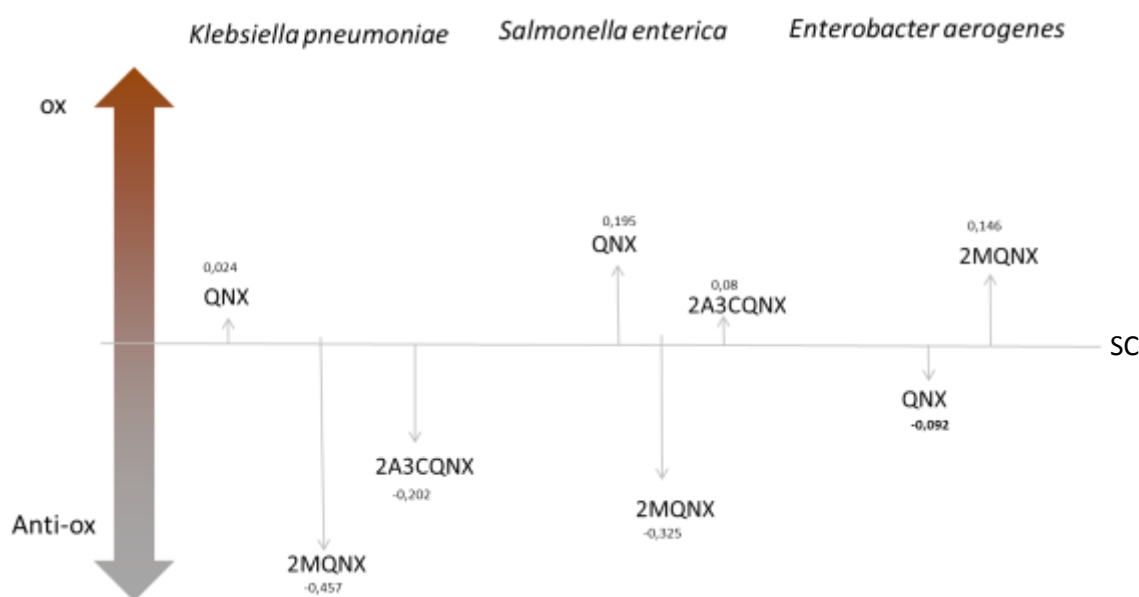 Klebsiella pneumoniae
Salmonella enterica
Enterobacter aerogenes
OX
0,024
QNX
0,195
QNX
0,08
2A3CQNX
0,146
2MQNX
SC
2A3CQNX
-0,202
2MQNX
-0,457
2MQNX
-0,325
QNX
-0,092
Anti-ox